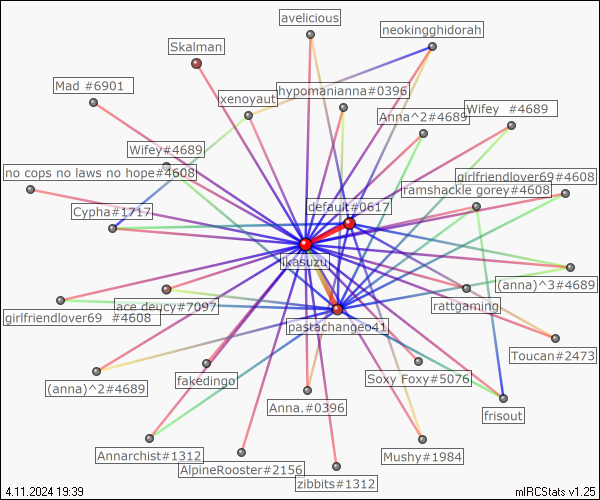 avelicious
neokingghidorah
Skalman
Mad #6901
hypomanianna#0396
xenoyaut
Wifey  #4689
Anna^2#4689
Wifey#4689
no cops no laws no hope#4608
girlfriendlover69#4608
ramshackle gorey#4608
default#0617
Cypha#1717
ikasuzu
(anna)^3#4689
ace deucy#7097
rattgaming
girlfriendlover69  #4608
pastachangeo41
Toucan#2473
Soxy Foxy#5076
fakedingo
(anna)^2#4689
Anna.#0396
frisout
Annarchist#1312
Mushy#1984
AlpineRooster#2156
zibbits#1312
4.11.2024 19:39
mIRCStats v1.25